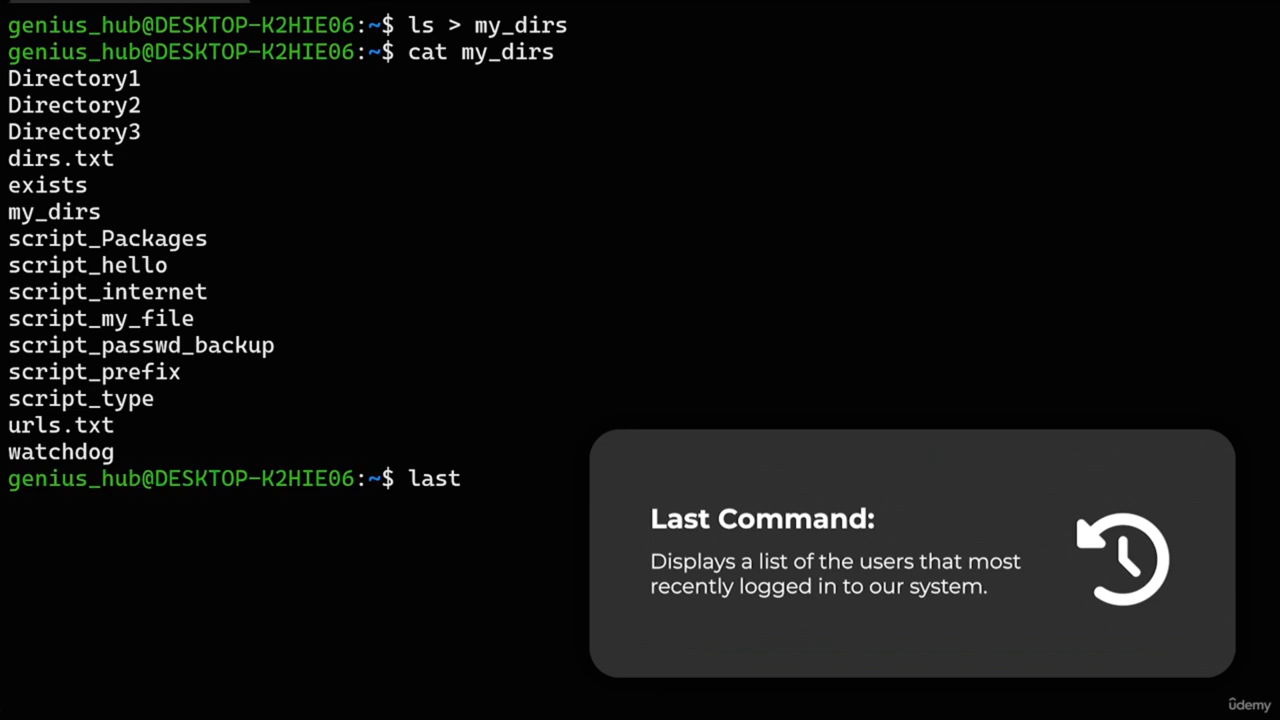 genius_hub@DESKTOP-K2HIE06:~$ ls > my_dirs
genius_hub@DESKTOP-K2HIE06:~$ cat my_dirs
Directory1
Directory2
Directory3
dirs.txt
exists
my_dirs
script_Packages
script_hello
script_internet
script_my_file
script_passwd_backup
script_prefix
script_type
urls.txt
watchdog
genius_hub@DESKTOP-K2HIE06:~$ last
Last Command:
Displays a list of the users that most
recently logged in to our system.
ûdemy